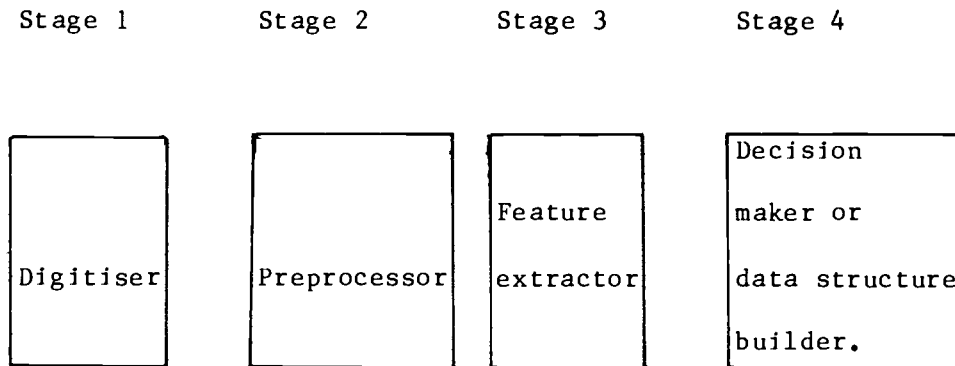 Stage 1 Stage 2 Stage 3 Stage 4
Digitiser
Preprocessor
Feature
extractor
Decision
maker or
data structure
builder.